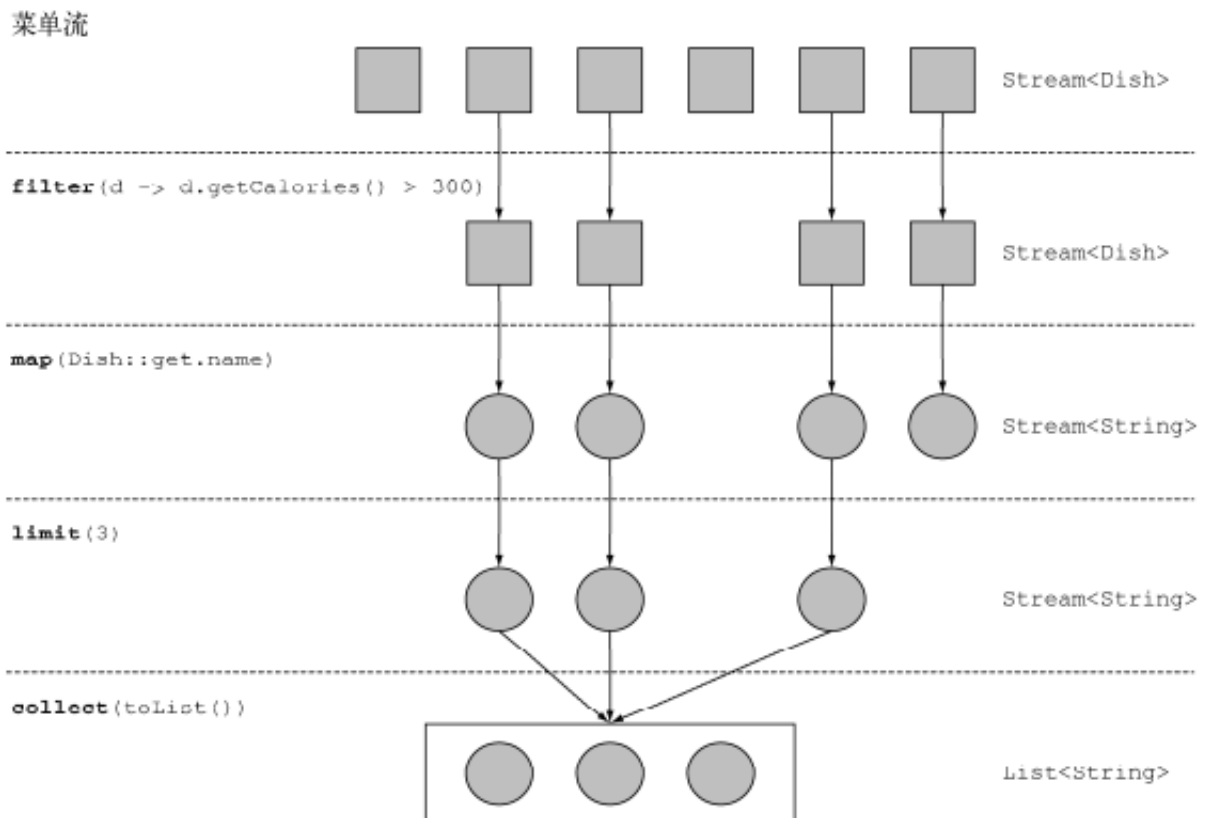 菜单流
Stream<Dish>
filter(d -> d.getCalories() > 300)
Stream<Dish>
map(Dish::get.name)
Stream<String>
limit(3)
Stream<String>
collect(toList())
List<String>